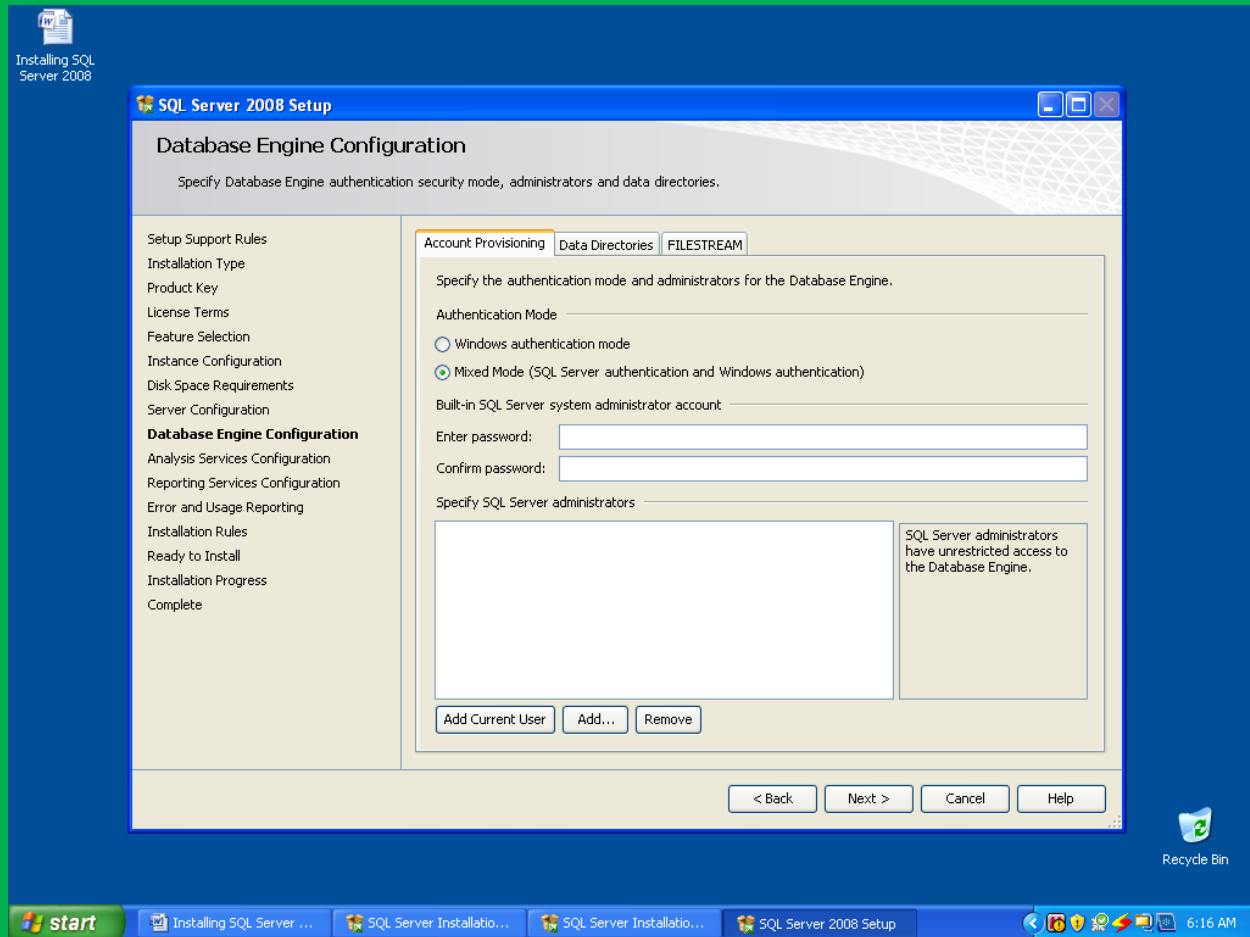 Installing SQL
Server 2008
SQL Server 2008 Setup
Database Engine Configuration
Specify Database Engine authentication security mode, administrators and data directories.
Setup Support Rules
Installation Type
Product Key
License Terms
Feature Selection
Instance Configuration
Disk Space Requirements
Server Configuration
Database Engine Configuration
Analysis Services Configuration
Reporting Services Configuration
Error and Usage Reporting
Installation Rules
Ready to Install
Installation Progress
Complete
Account Provisioning Data Directories FILESTREAM
Specify the authentication mode and administrators for the Database Engine.
Authentication Mode
Windows authentication mode
Mixed Mode (SQL Server authentication and Windows authentication)
Built-in SQL Server system administrator account
Enter password:
Confirm password:
Specify SQL Server administrators
SQL Server administrators
have unrestricted access to
the Database Engine.
Add Current User Add... Remove
< Back Next > Cancel Help
Recycle Bin
start Installing SQL Server ... SQL Server Installatio... SQL Server Installatio... SQL Server 2008 Setup 6:16 AM